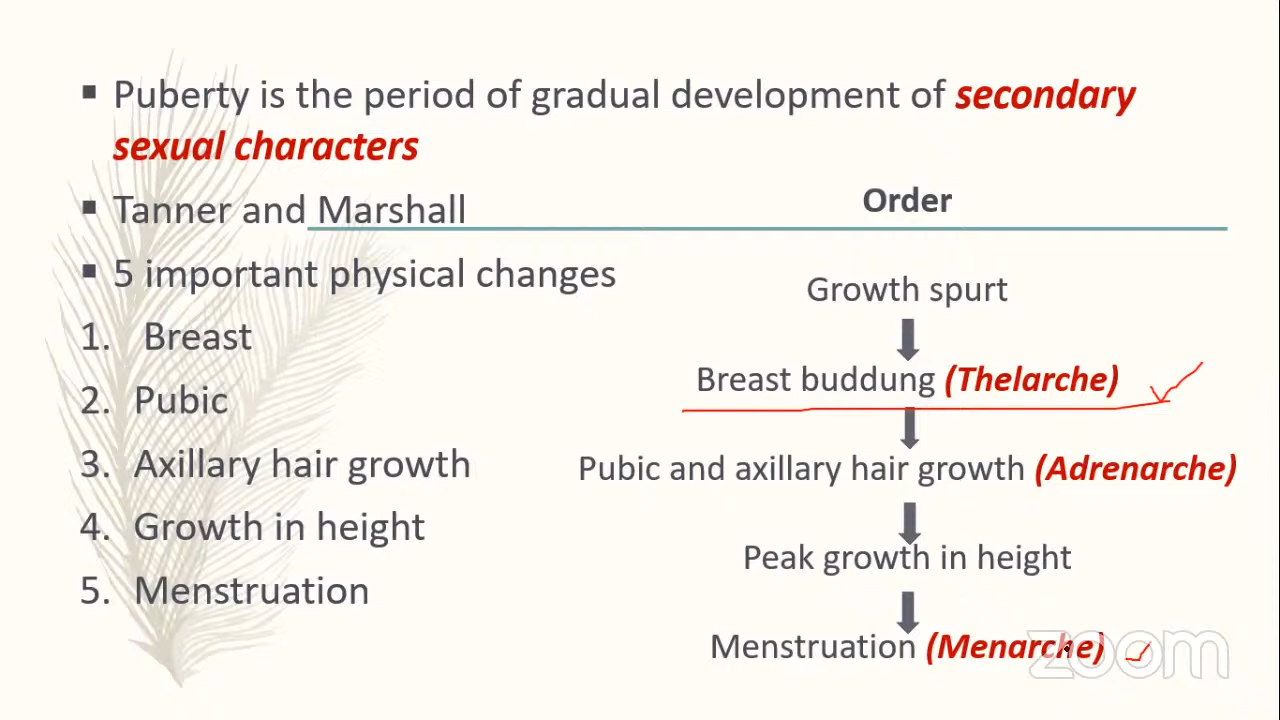 ▪ Puberty is the period of gradual development of secondary
sexual characters
▪ Tanner and Marshall
▪ 5 important physical changes
1. Breast
2. Pubic
3. Axillary hair growth
4. Growth in height
5. Menstruation
Order
Growth spurt
Breast buddung (Thelarche)
Pubic and axillary hair growth (Adrenarche)
Peak growth in height
Menstruation (Menarche)
zoom